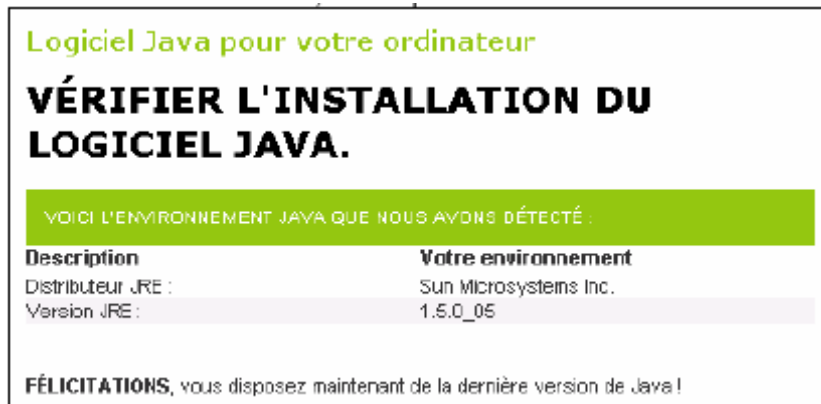 Logiciel Java pour votre ordinateur
VÉRIFIER L'INSTALLATION DU
LOGICIEL JAVA.
VOICI L'ENVIRONNEMENT JAVA QUE NOUS AVONS DÉTECTÉ :
Description Votre environnement
Distributeur JRE : Sun Microsystems Inc.
Version JRE : 1.5.0_05
FÉLICITATIONS, vous disposez maintenant de la dernière version de Java !